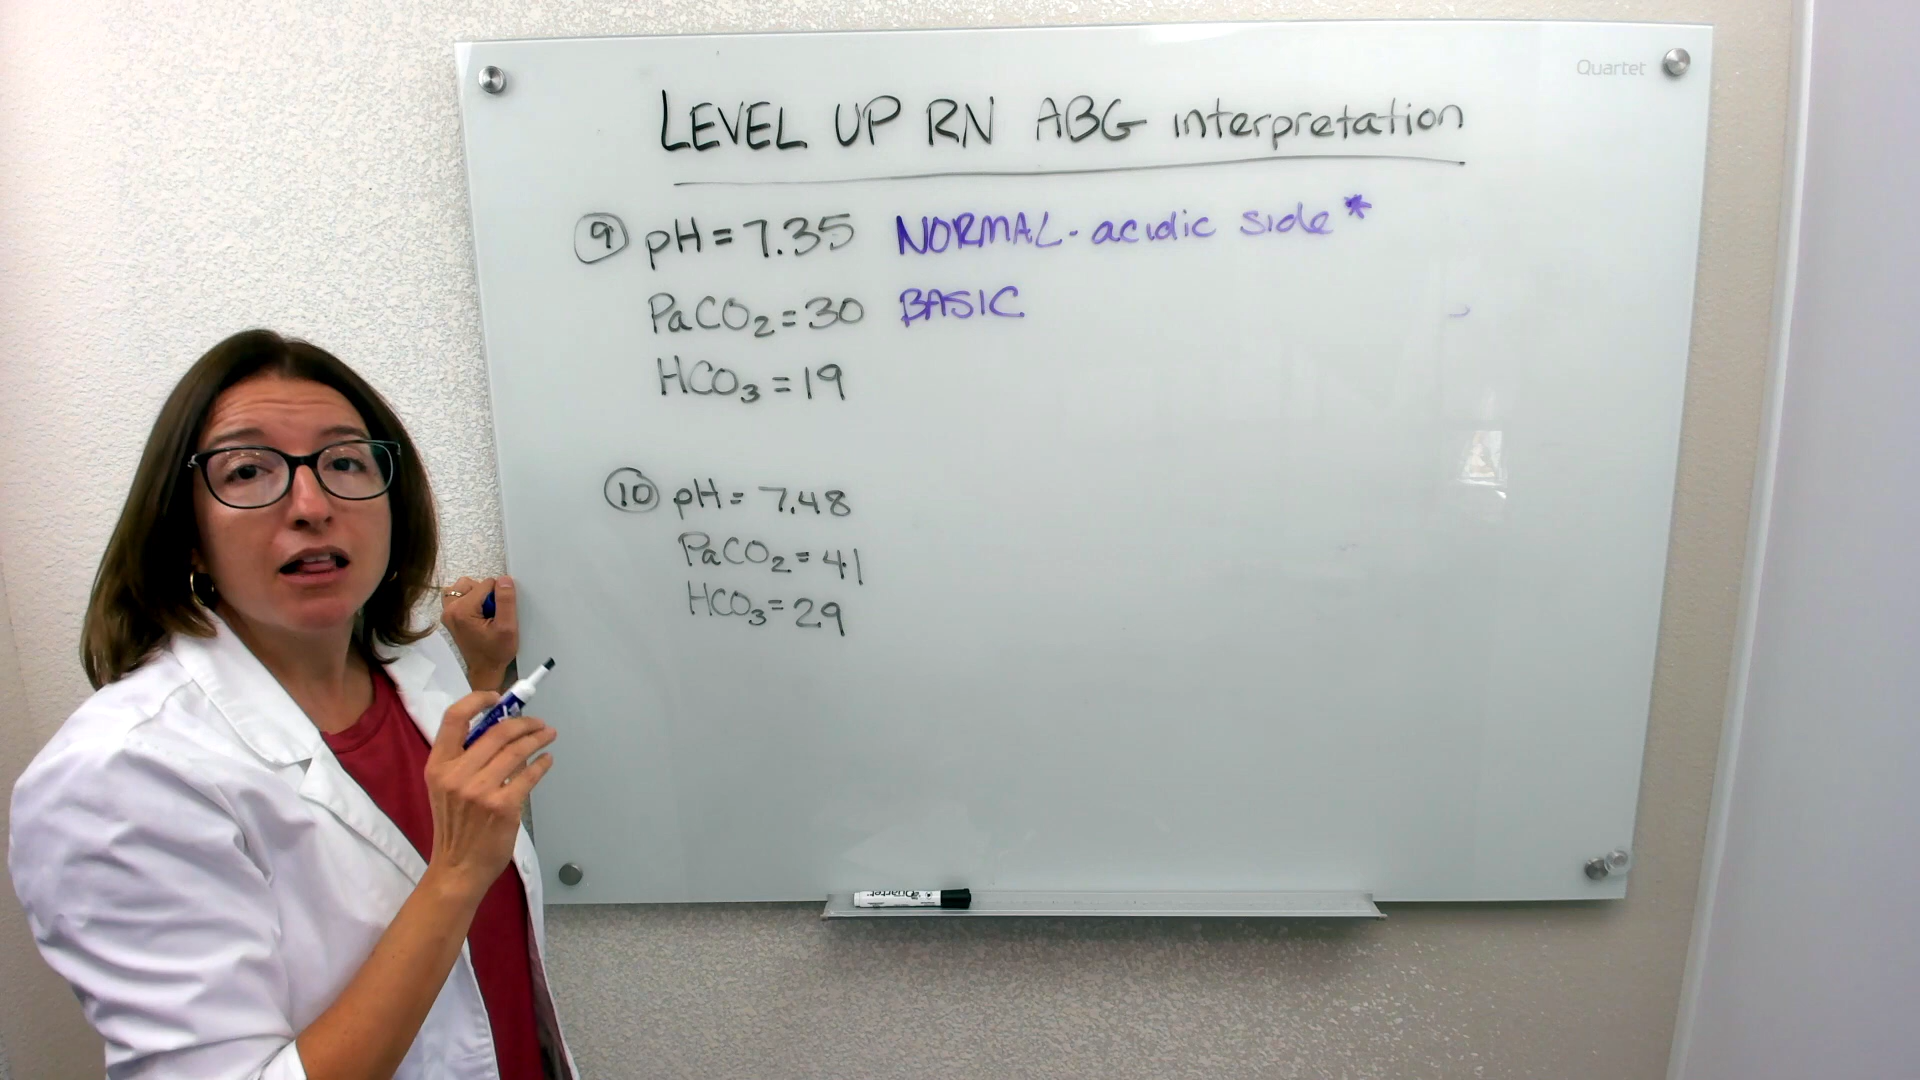 Quartet
LEVEL UP RN ABG interpretation
9 pH = 7.35 NORMAL - acidic side*
PaCO₂ = 30 BASIC
HCO₃ = 19
10 pH = 7.48
PaCO₂ = 41
HCO₃ = 29
Quartet